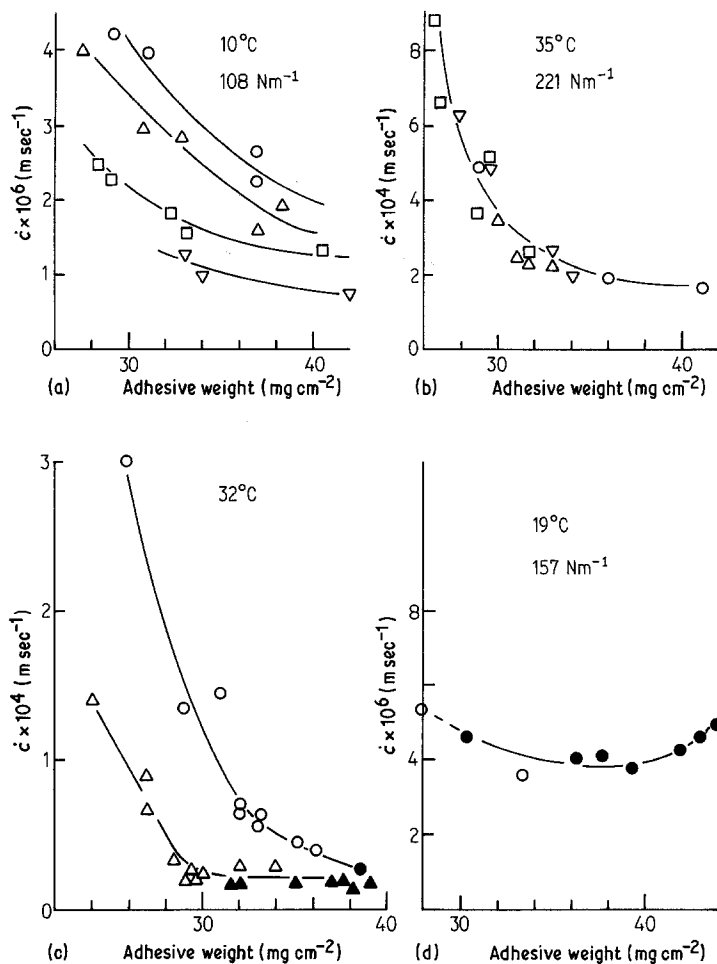 10°C
108 Nm⁻¹
4
3
2
1
0
ċ × 10⁶ (m sec⁻¹)
30
40
(a) Adhesive weight (mg cm⁻²)
35°C
221 Nm⁻¹
8
6
4
2
0
ċ × 10⁴ (m sec⁻¹)
30
40
(b) Adhesive weight (mg cm⁻²)
32°C
3
2
1
0
ċ × 10⁴ (m sec⁻¹)
30
40
(c) Adhesive weight (mg cm⁻²)
19°C
157 Nm⁻¹
8
4
2
ċ × 10⁶ (m sec⁻¹)
30
40
(d) Adhesive weight (mg cm⁻²)